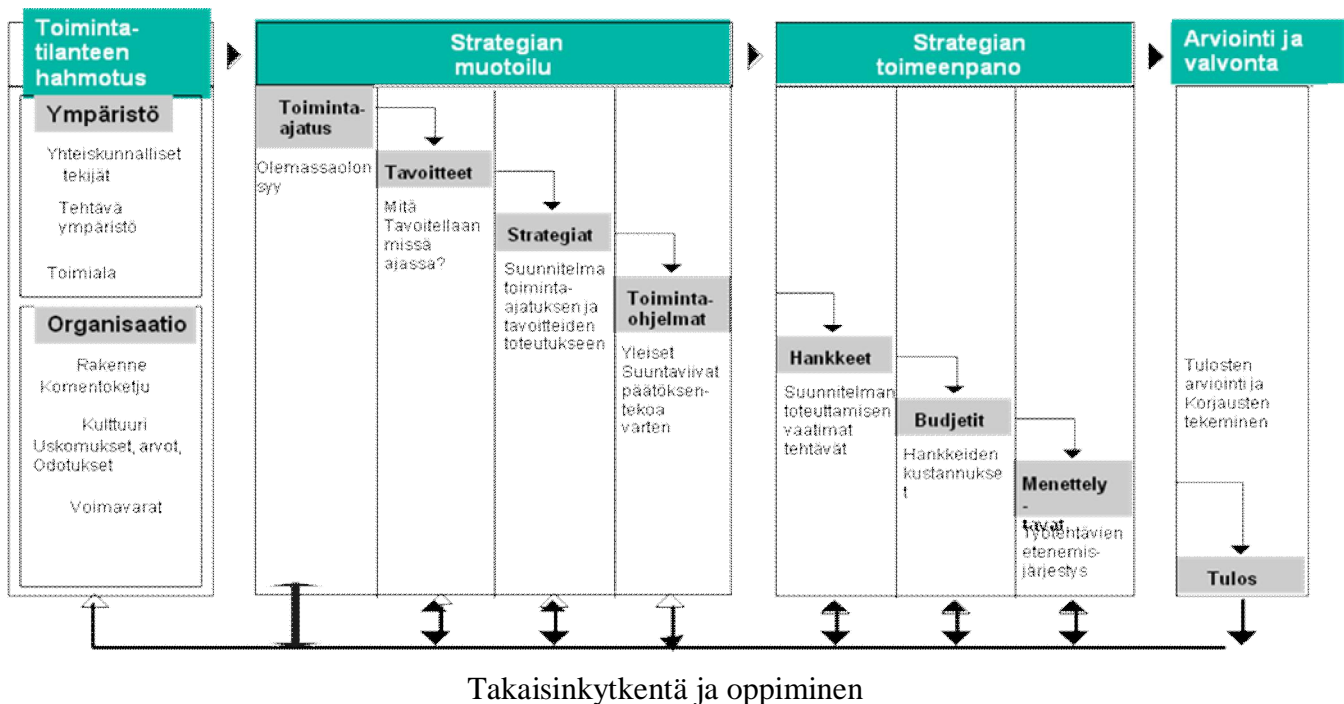 Toiminta-
tilanteen
hahmotus
Ympäristö
Yhteiskunnalliset
tekijät
Tehtävä
ympäristö
Toimiala
Organisaatio
Rakenne
Komentoketju
Kulttuuri
Uskomukset, arvot,
Odotukset
Voimavarat
Strategian
muotoilu
Toiminta-
ajatus
Olemassaolon
syy
Tavoitteet
Mitä
Tavoitellaan
missä
ajassa?
Strategiat
Suunnitelma
toiminta-
ajatuksen ja
tavoitteiden
toteutukseen
Toiminta-
ohjelmat
Yleiset
Suuntaviivat
päätöksen-
tekoa
varten
Strategian
toimeenpano
Hankkeet
Suunnitelman
toteuttamisen
vaatimat
tehtävät
Budjetit
Hankkeiden
kustannukse
t
Menettely
-
tavat
Työtehtävien
etenemis-
järjestys
Arviointi ja
valvonta
Tulosten
arviointi ja
Korjausten
tekeminen
Tulos
Takaisinkytkentä ja oppiminen